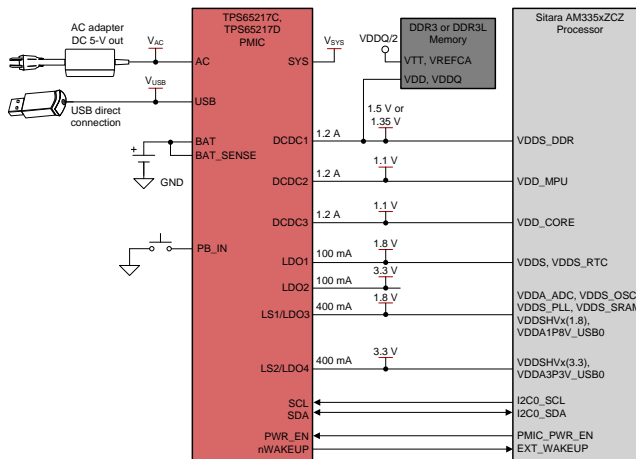 AC adapter
DC 5-V out
VAC
TPS65217C,
TPS65217D
PMIC
AC
SYS
VSYS
VDDQ/2
DDR3 or DDR3L
Memory
VTT, VREFCA
VDD, VDDQ
Sitara AM335xZCZ
Processor
VUSB
USB
USB direct
connection
BAT
BAT_SENSE
+
GND
DCDC1
1.2 A
1.5 V or
1.35 V
VDDS_DDR
DCDC2
1.2 A
1.1 V
VDD_MPU
DCDC3
1.2 A
1.1 V
VDD_CORE
PB_IN
LDO1
100 mA
1.8 V
VDDS, VDDS_RTC
LDO2
100 mA
3.3 V
LS1/LDO3
400 mA
1.8 V
VDDA_ADC, VDDS_OSC
VDDS_PLL, VDDS_SRAM
VDDSHVx(1.8),
VDDA1P8V_USB0
LS2/LDO4
400 mA
3.3 V
VDDSHVx(3.3),
VDDA3P3V_USB0
SCL
I2C0_SCL
SDA
I2C0_SDA
PWR_EN
PMIC_PWR_EN
nWAKEUP
EXT_WAKEUP